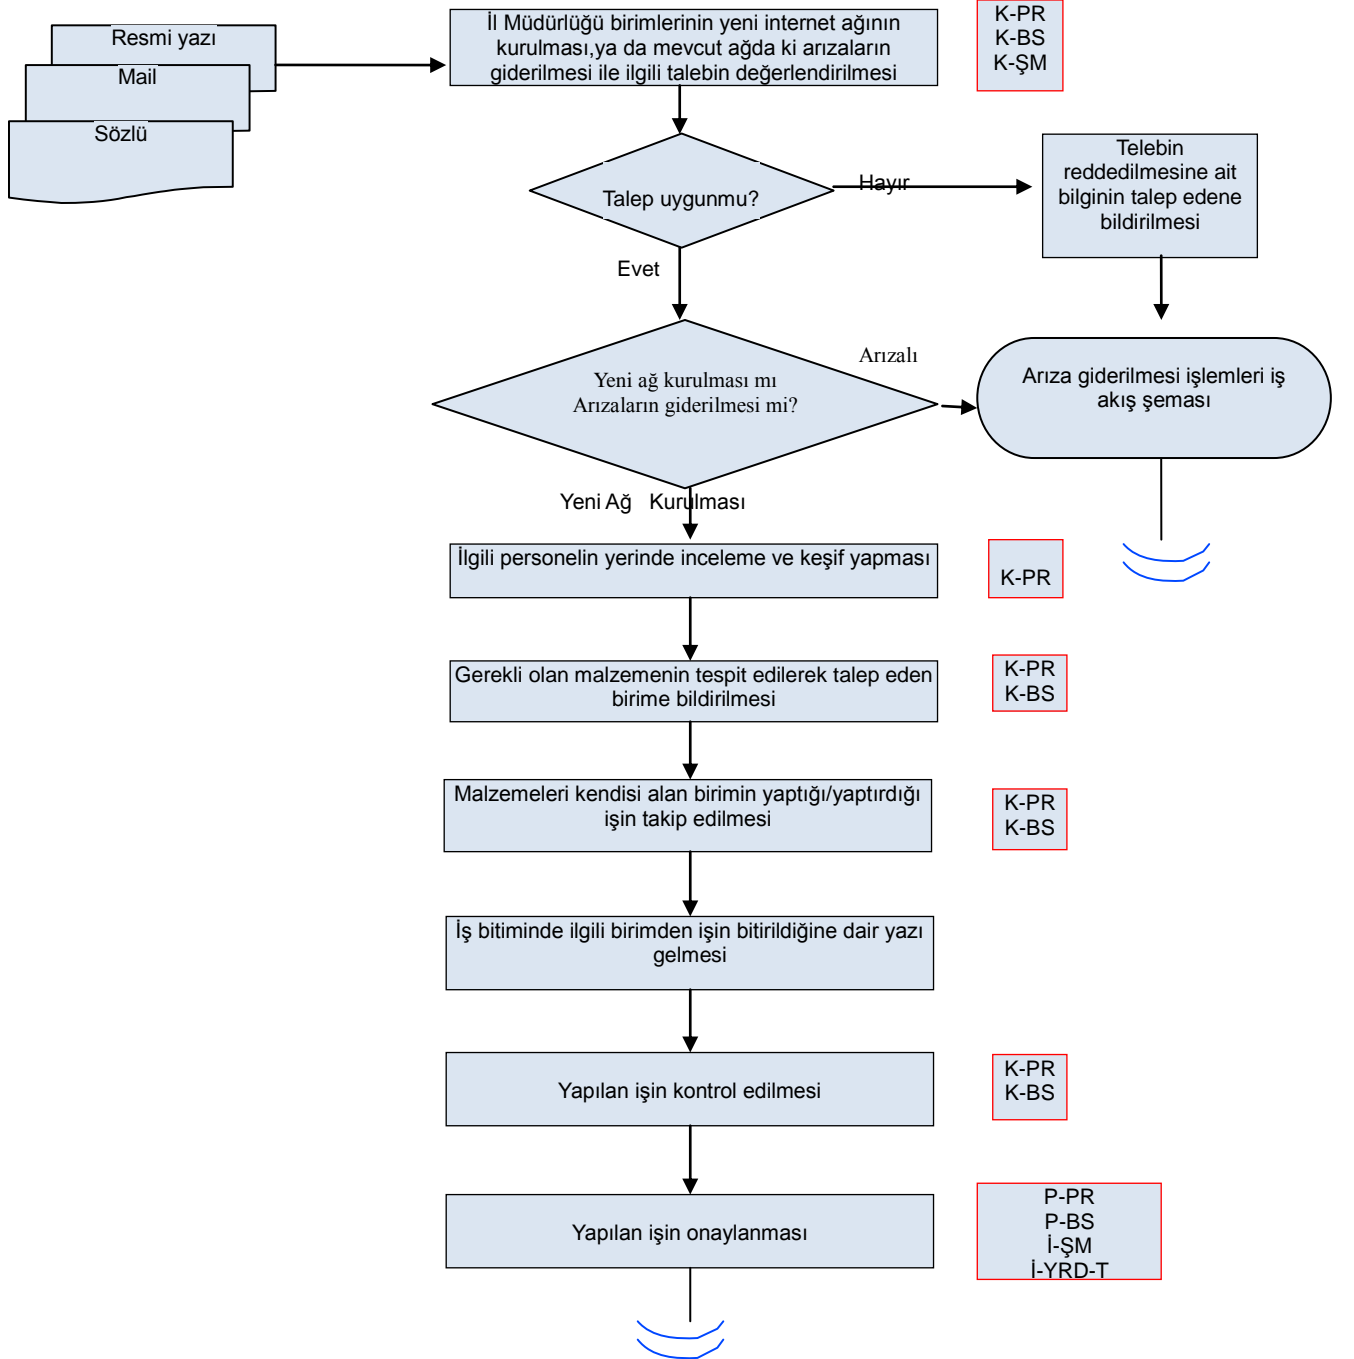 Resmi yazı
Mail
Sözlü
İl Müdürlüğü birimlerinin yeni internet ağının
kurulması,ya da mevcut ağda ki arızaların
giderilmesi ile ilgili talebin değerlendirilmesi
K-PR
K-BS
K-ŞM
Talep uygunmu?
Hayır
Telebin
reddedilmesine ait
bilginin talep edene
bildirilmesi
Evet
Yeni ağ kurulması mı
Arızaların giderilmesi mi?
Arızalı
Arıza giderilmesi işlemleri iş
akış şeması
Yeni Ağ Kurulması
İlgili personelin yerinde inceleme ve keşif yapması
K-PR
Gerekli olan malzemenin tespit edilerek talep eden
birime bildirilmesi
K-PR
K-BS
Malzemeleri kendisi alan birimin yaptığı/yaptırdığı
işin takip edilmesi
K-PR
K-BS
İş bitiminde ilgili birimden işin bitirildiğine dair yazı
gelmesi
Yapılan işin kontrol edilmesi
K-PR
K-BS
Yapılan işin onaylanması
P-PR
P-BS
İ-ŞM
İ-YRD-T